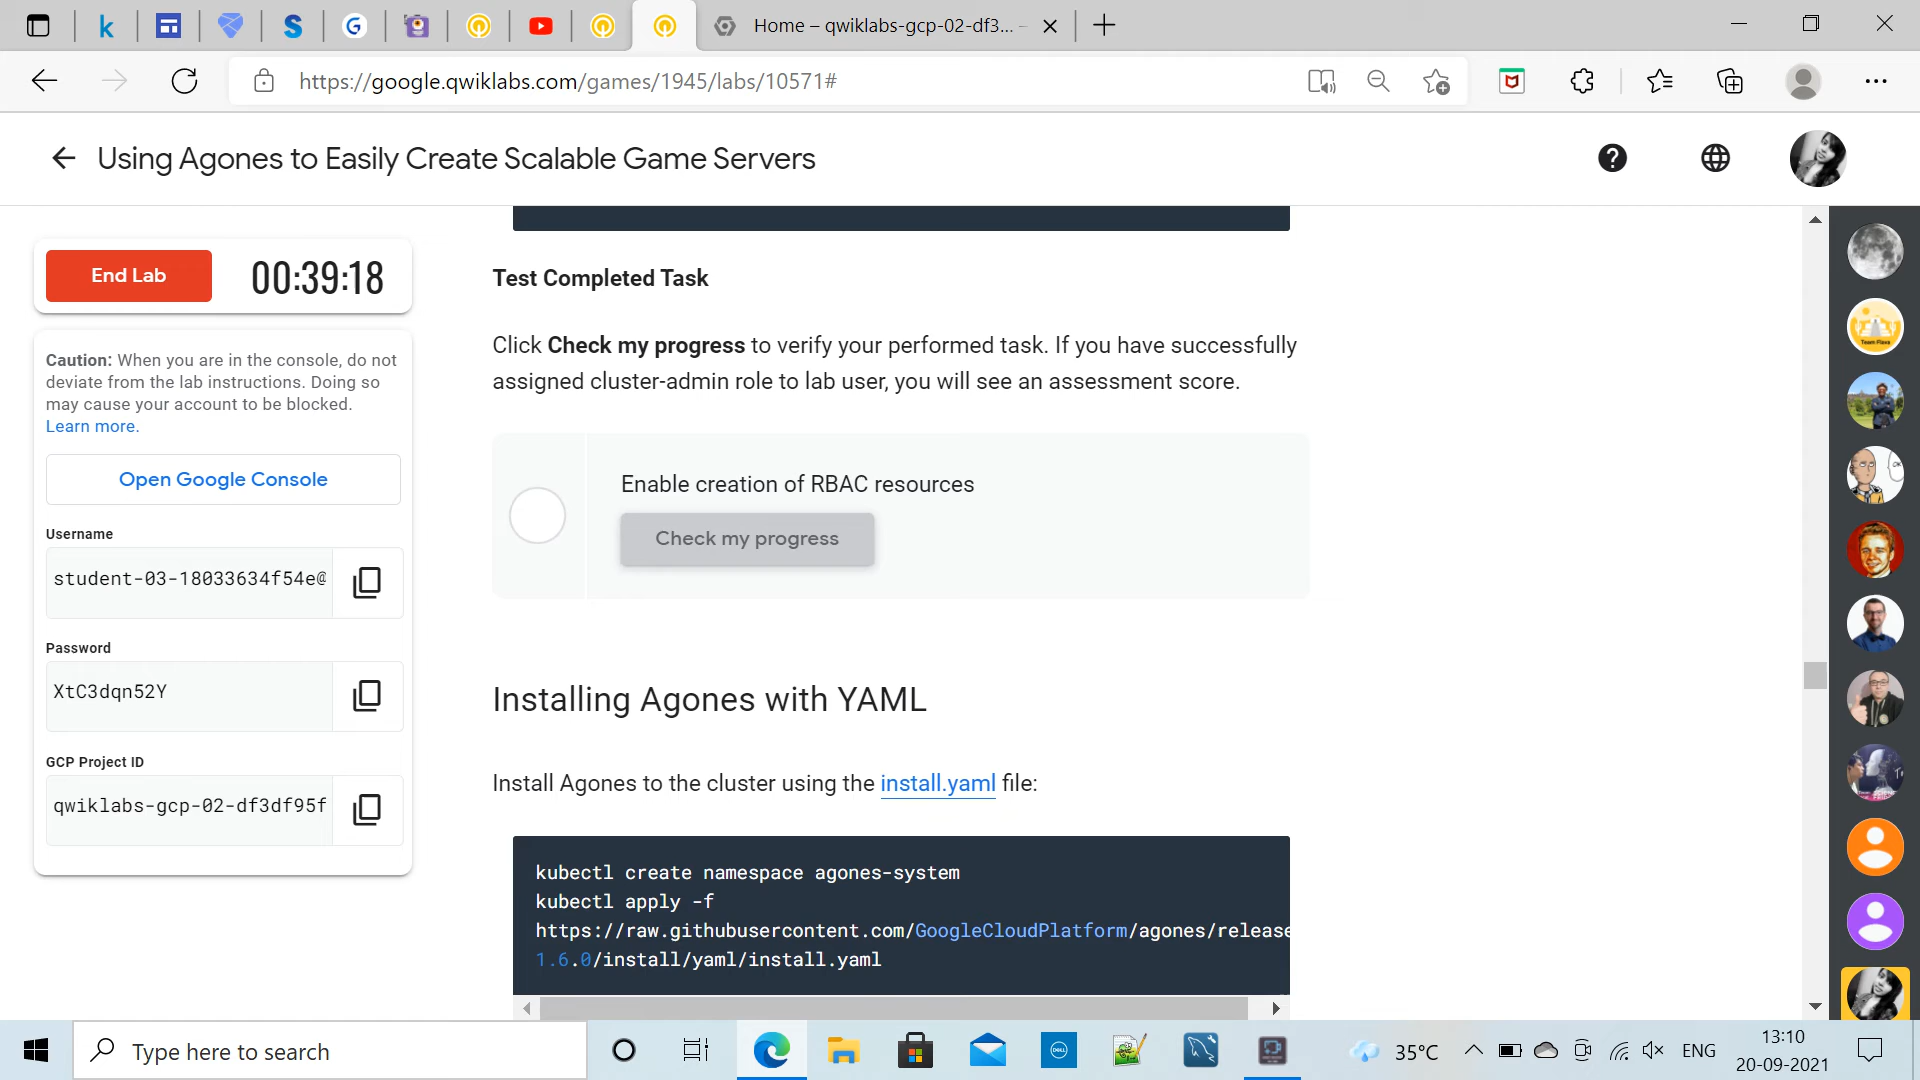 Home – qwiklabs-gcp-02-df3...
https://google.qwiklabs.com/games/1945/labs/10571#
Using Agones to Easily Create Scalable Game Servers
End Lab
00:39:18
Caution: When you are in the console, do not
deviate from the lab instructions. Doing so
may cause your account to be blocked.
Learn more.
Open Google Console
Username
student-03-18033634f54e@
Password
XtC3dqn52Y
GCP Project ID
qwiklabs-gcp-02-df3df95f
Test Completed Task
Click Check my progress to verify your performed task. If you have successfully
assigned cluster-admin role to lab user, you will see an assessment score.
Enable creation of RBAC resources
Check my progress
Installing Agones with YAML
Install Agones to the cluster using the install.yaml file:
kubectl create namespace agones-system
kubectl apply -f
https://raw.githubusercontent.com/GoogleCloudPlatform/agones/release
1.6.0/install/yaml/install.yaml
Team Flaxa
Type here to search
DELL
35°C
ENG
13:10
20-09-2021